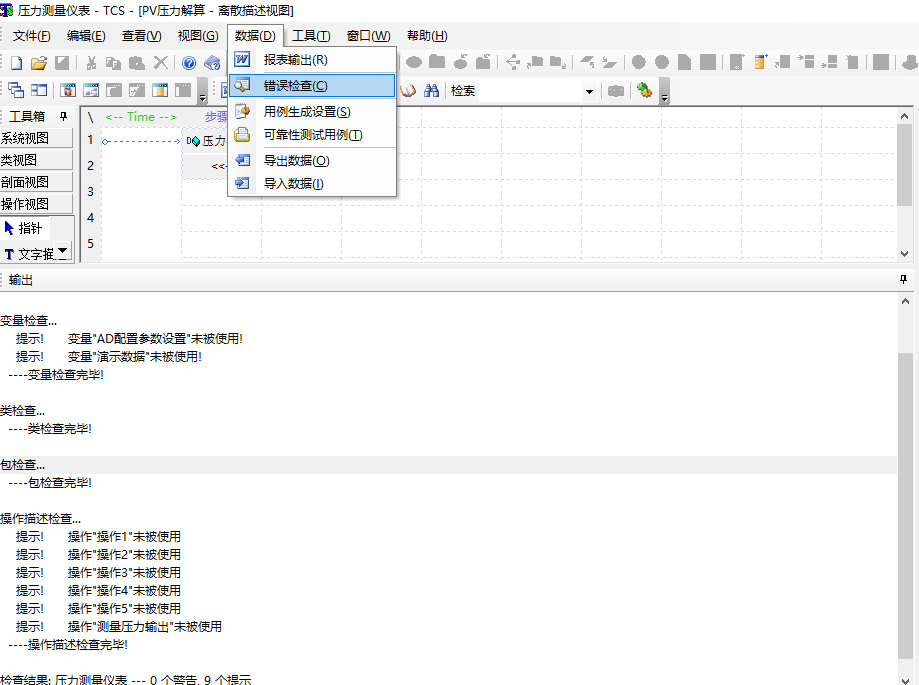 压力测量仪表 - TCS - [PV压力解算 - 离散描述视图]
文件(F) 编辑(E) 查看(V) 视图(G) 数据(D) 工具(T) 窗口(W) 帮助(H)
报表输出(R)
错误检查(C)
检索
工具箱
\ <-- Time --> 步骤
用例生成设置(S)
系统视图
1 D 压力
可靠性测试用例(T)
类视图
2 <<
导出数据(O)
剖面视图
3
导入数据(I)
操作视图
4
指针
5
T 文字描
输出
变量检查...
提示! 变量"AD配置参数设置"未被使用!
提示! 变量"演示数据"未被使用!
----变量检查完毕!
类检查...
----类检查完毕!
包检查...
----包检查完毕!
操作描述检查...
提示! 操作"操作1"未被使用
提示! 操作"操作2"未被使用
提示! 操作"操作3"未被使用
提示! 操作"操作4"未被使用
提示! 操作"操作5"未被使用
提示! 操作"测量压力输出"未被使用
----操作描述检查完毕!
检查结果: 压力测量仪表 --- 0 个警告, 9 个提示